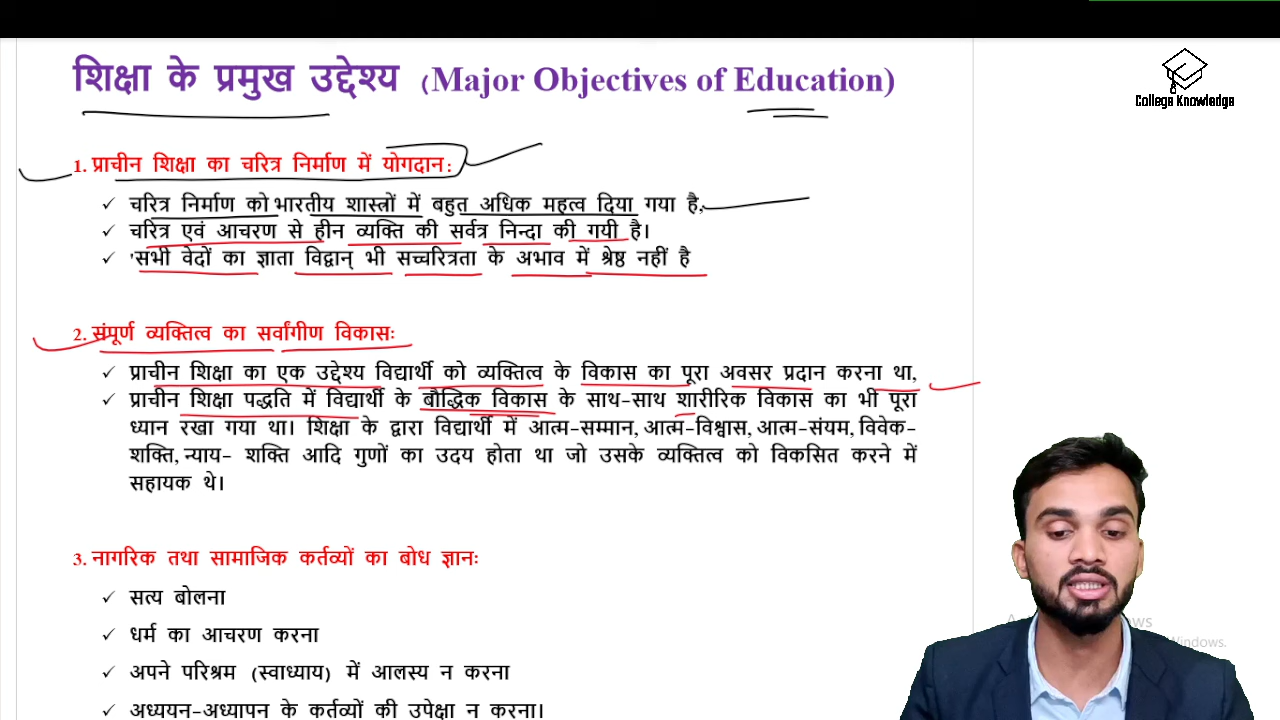 शिक्षा के प्रमुख उद्देश्य (Major Objectives of Education)
College Knowledge
1. प्राचीन शिक्षा का चरित्र निर्माण में योगदान:
✓ चरित्र निर्माण को भारतीय शास्त्रों में बहुत अधिक महत्व दिया गया है,
✓ चरित्र एवं आचरण से हीन व्यक्ति की सर्वत्र निन्दा की गयी है।
✓ 'सभी वेदों का ज्ञाता विद्वान् भी सच्चरित्रता के अभाव में श्रेष्ठ नहीं है
2. संपूर्ण व्यक्तित्व का सर्वांगीण विकासः
✓ प्राचीन शिक्षा का एक उद्देश्य विद्यार्थी को व्यक्तित्व के विकास का पूरा अवसर प्रदान करना था,
✓ प्राचीन शिक्षा पद्धति में विद्यार्थी के बौद्धिक विकास के साथ-साथ शारीरिक विकास का भी पूरा
ध्यान रखा गया था। शिक्षा के द्वारा विद्यार्थी में आत्म-सम्मान, आत्म-विश्वास, आत्म-संयम, विवेक-
शक्ति, न्याय- शक्ति आदि गुणों का उदय होता था जो उसके व्यक्तित्व को विकसित करने में
सहायक थे।
3. नागरिक तथा सामाजिक कर्तव्यों का बोध ज्ञानः
✓ सत्य बोलना
✓ धर्म का आचरण करना
✓ अपने परिश्रम (स्वाध्याय) में आलस्य न करना
✓ अध्ययन-अध्यापन के कर्तव्यों की उपेक्षा न करना।